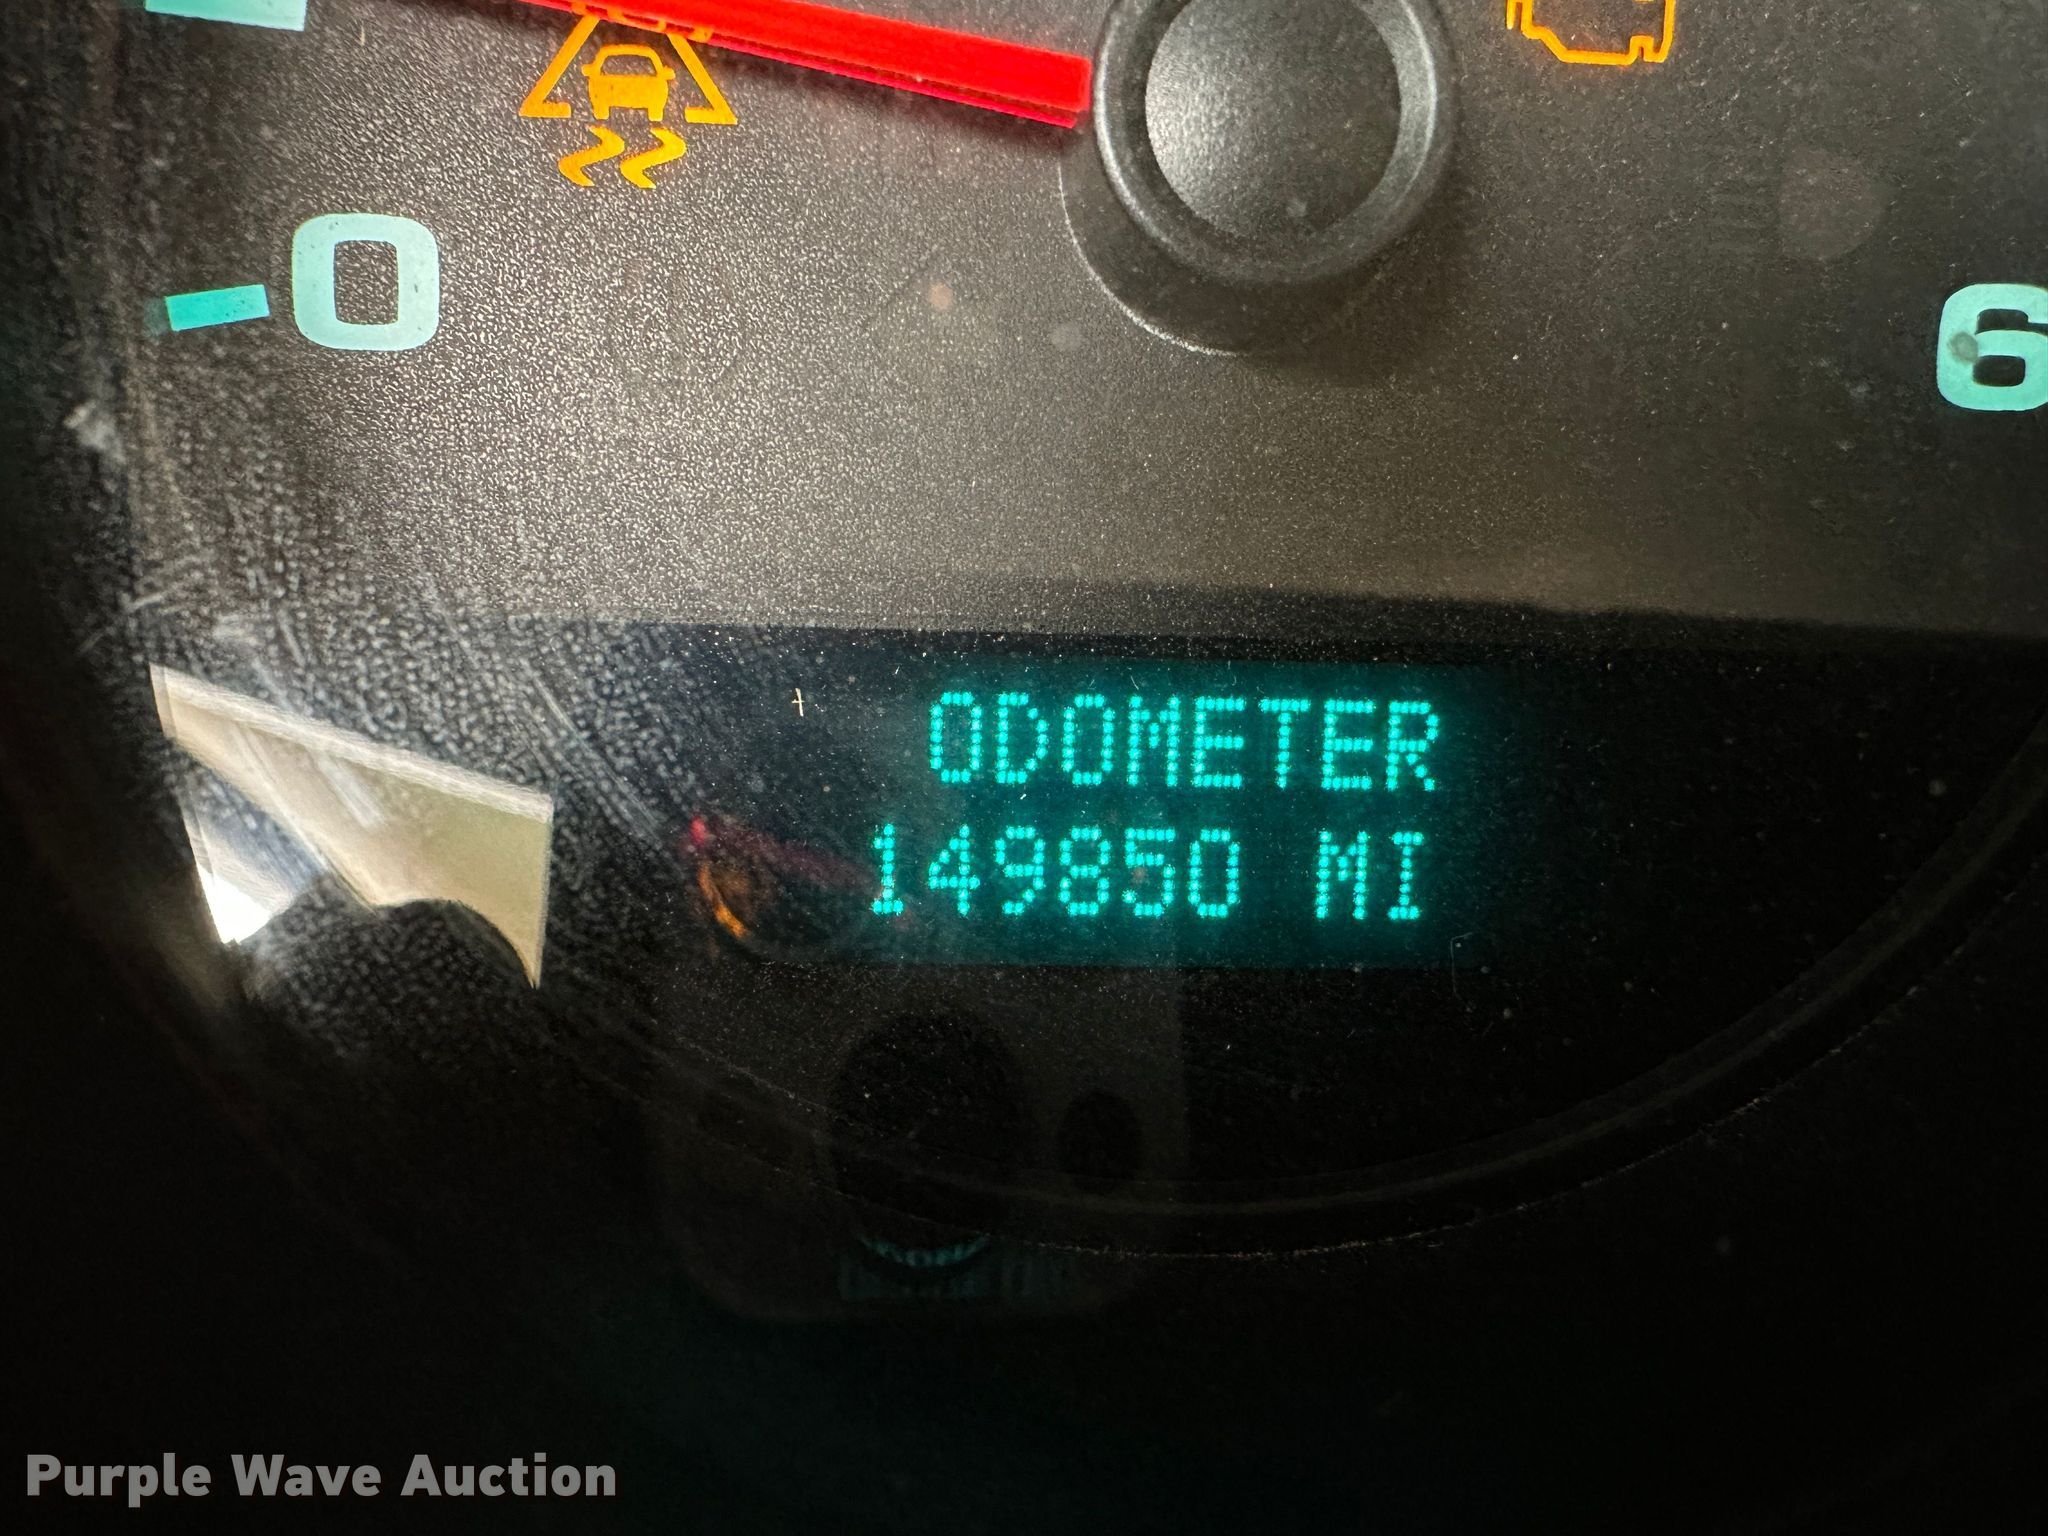 0
6
ODOMETER
149850 MI
Purple Wave Auction